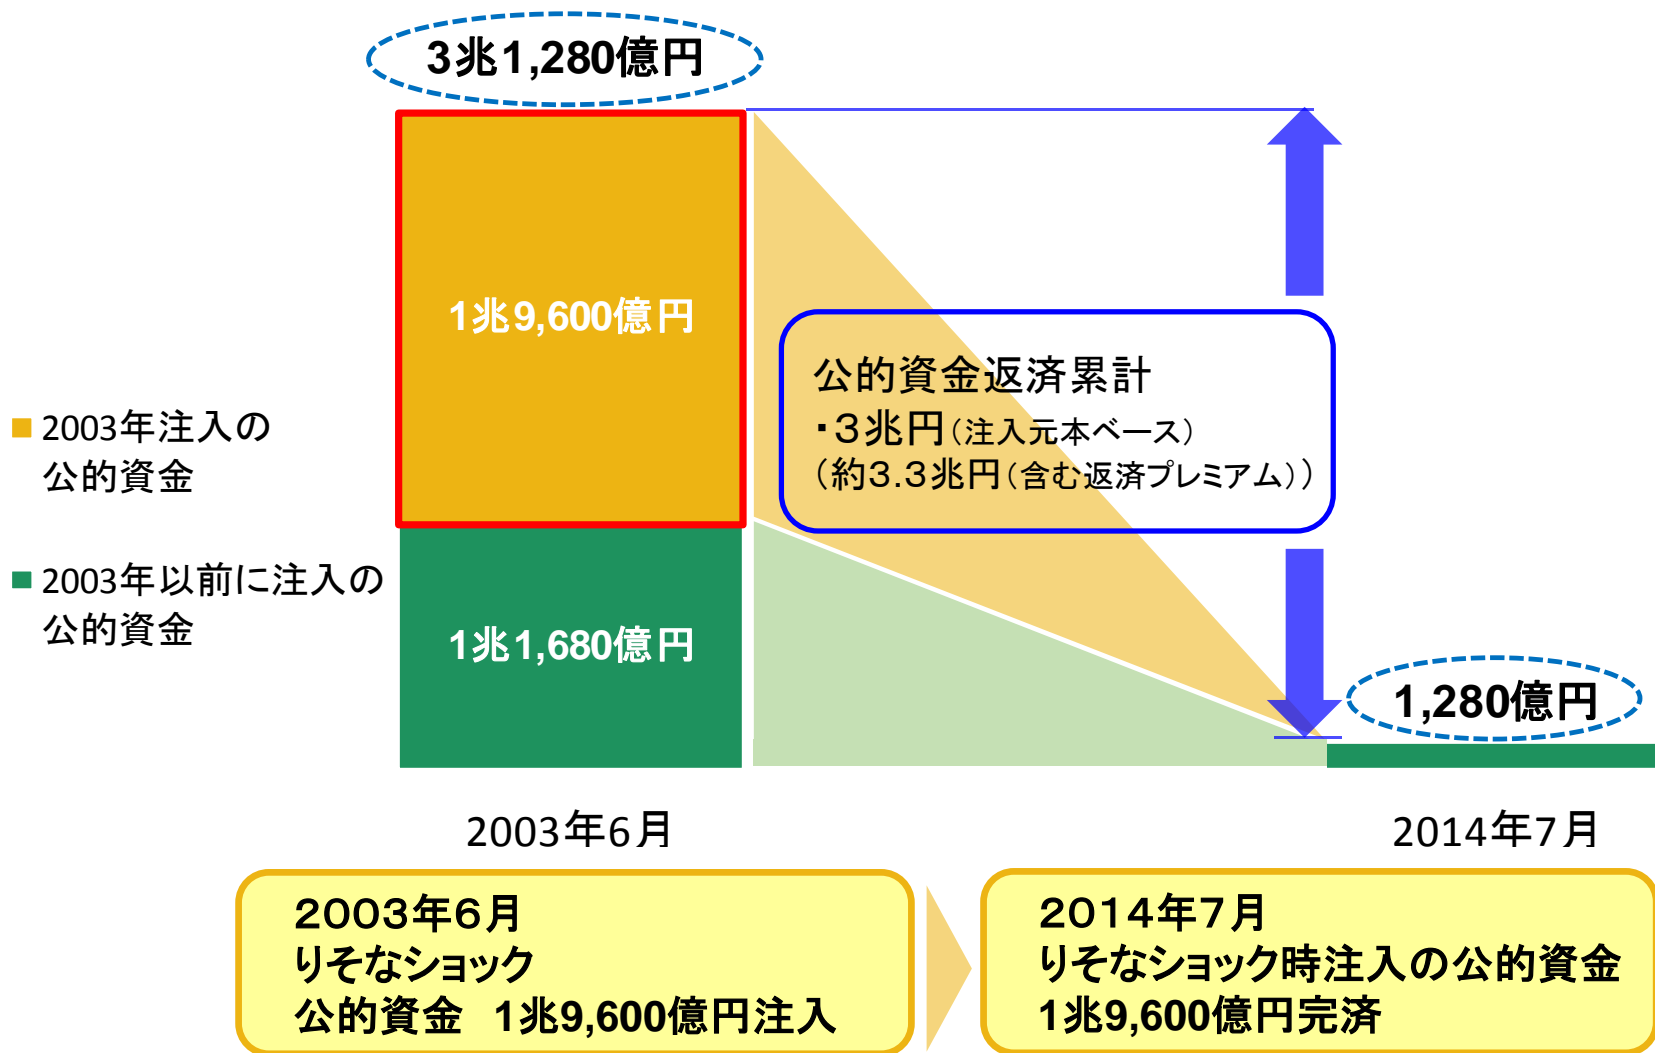 3兆1,280億円
1兆9,600億円
公的資金返済累計
・3兆円(注入元本ベース)
(約3.3兆円(含む返済プレミアム))
2003年注入の
公的資金
2003年以前に注入の
公的資金
1兆1,680億円
1,280億円
2003年6月
2014年7月
2003年6月
りそなショック
公的資金 1兆9,600億円注入
2014年7月
りそなショック時注入の公的資金
1兆9,600億円完済